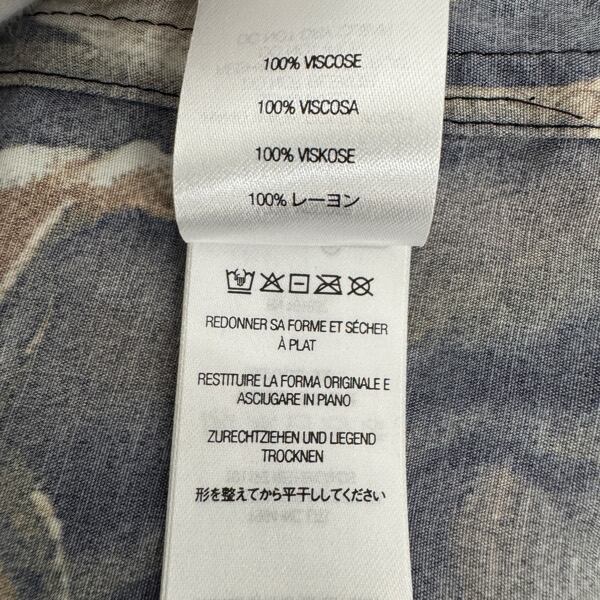 100% VISCOSE
100% VISCOSA
100% VISKOSE
100% レーヨン
REDONNER SA FORME ET SÉCHER
À PLAT
RESTITUIRE LA FORMA ORIGINALE E
ASCIUGARE IN PIANO
ZURECHTZIEHEN UND LIEGEND
TROCKNEN
形を整えてから平干ししてください